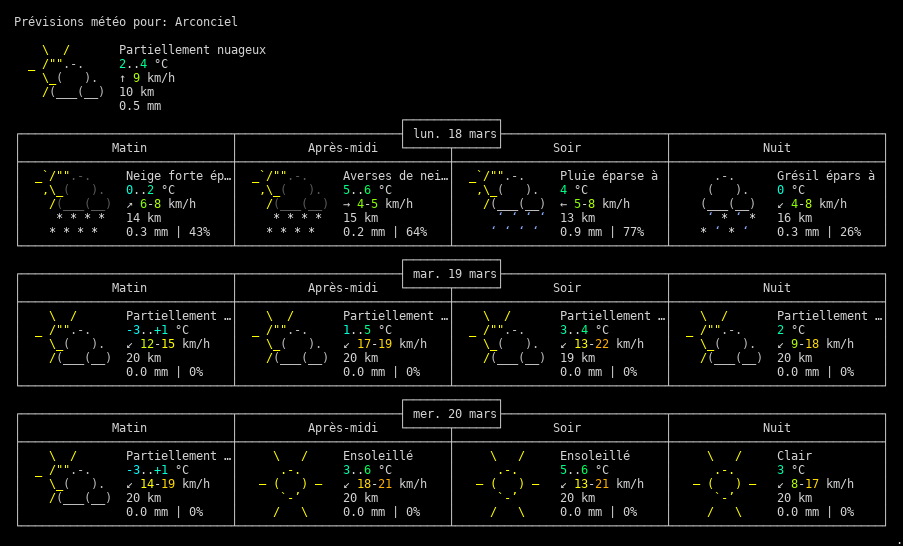 Prévisions météo pour: Arconciel
Partiellement nuageux
2..4 °C
↑ 9 km/h
10 km
0.5 mm
lun. 18 mars
Matin Après-midi Soir Nuit
Neige forte ép… Averses de nei… Pluie éparse à Grésil épars à
0..2 °C 5..6 °C 4 °C 0 °C
↗ 6-8 km/h → 4-5 km/h ← 5-8 km/h ↙ 4-8 km/h
14 km 15 km 13 km 16 km
0.3 mm | 43% 0.2 mm | 64% 0.9 mm | 77% 0.3 mm | 26%
mar. 19 mars
Matin Après-midi Soir Nuit
Partiellement … Partiellement … Partiellement … Partiellement …
-3..+1 °C 1..5 °C 3..4 °C 2 °C
↙ 12-15 km/h ↙ 17-19 km/h ↙ 13-22 km/h ↙ 9-18 km/h
20 km 20 km 19 km 20 km
0.0 mm | 0% 0.0 mm | 0% 0.0 mm | 0% 0.0 mm | 0%
mer. 20 mars
Matin Après-midi Soir Nuit
Partiellement … Ensoleillé Ensoleillé Clair
-3..+1 °C 3..6 °C 5..6 °C 3 °C
↙ 14-19 km/h ↙ 18-21 km/h ↙ 13-21 km/h ↙ 8-17 km/h
20 km 20 km 20 km 20 km
0.0 mm | 0% 0.0 mm | 0% 0.0 mm | 0% 0.0 mm | 0%